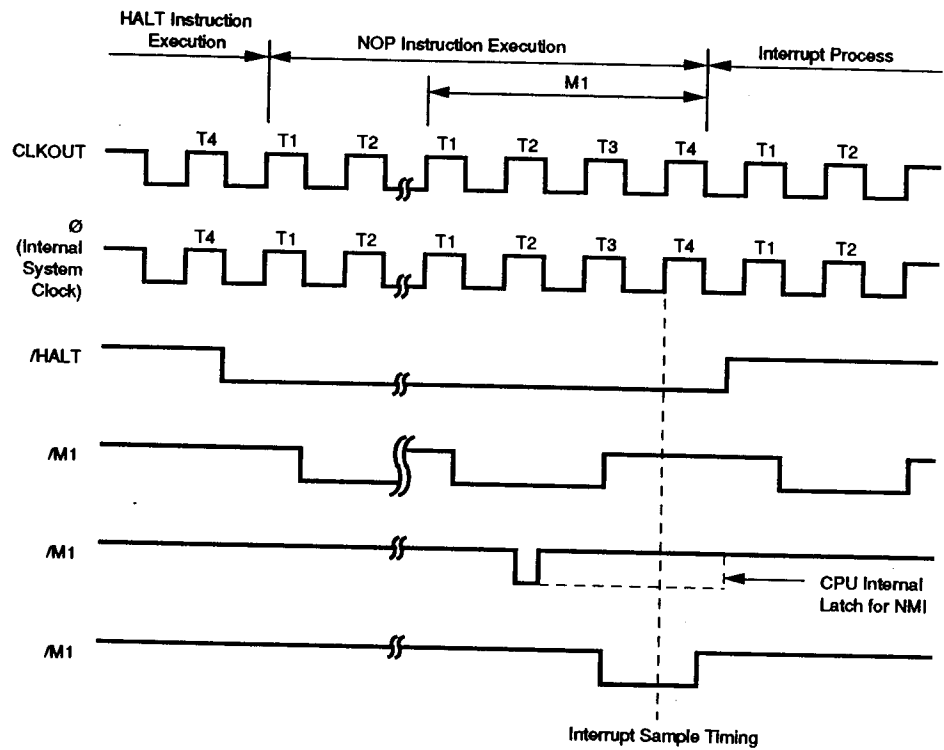 HALT Instruction
Execution
NOP Instruction Execution
Interrupt Process
M1
CLKOUT
T4 T1 T2 T1 T2 T3 T4 T1 T2
Ø
(Internal
System
Clock)
T4 T1 T2 T1 T2 T3 T4 T1 T2
/HALT
/M1
/M1
CPU Internal
Latch for NMI
/M1
Interrupt Sample Timing